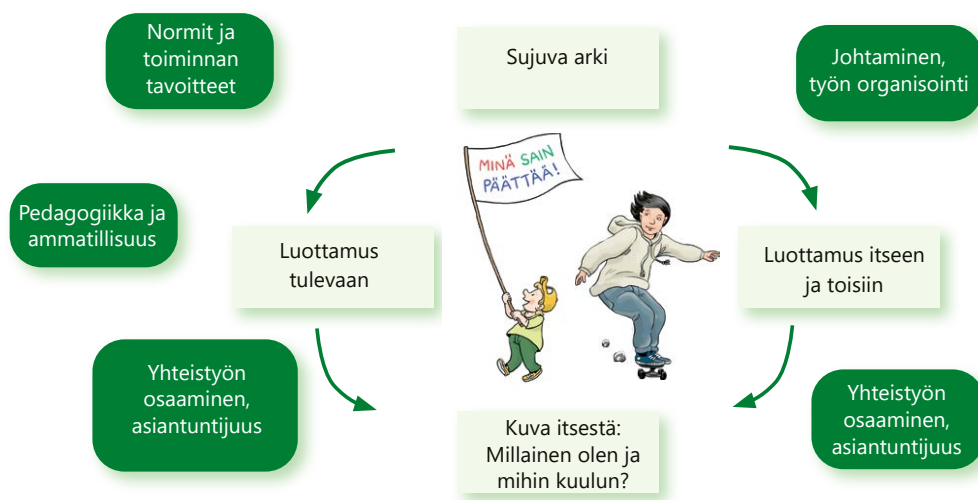 Normit ja
toiminnan
tavoitteet
Sujuva arki
Johtaminen,
työn organisointi
MINÄ SAIN
PÄÄTTÄÄ!
Pedagogiikka ja
ammatillisuus
Luottamus
tulevaan
Luottamus itseen
ja toisiin
Yhteistyön
osaaminen,
asiantuntijuus
Kuva itsestä:
Millainen olen ja
mihin kuulun?
Yhteistyön
osaaminen,
asiantuntijuus